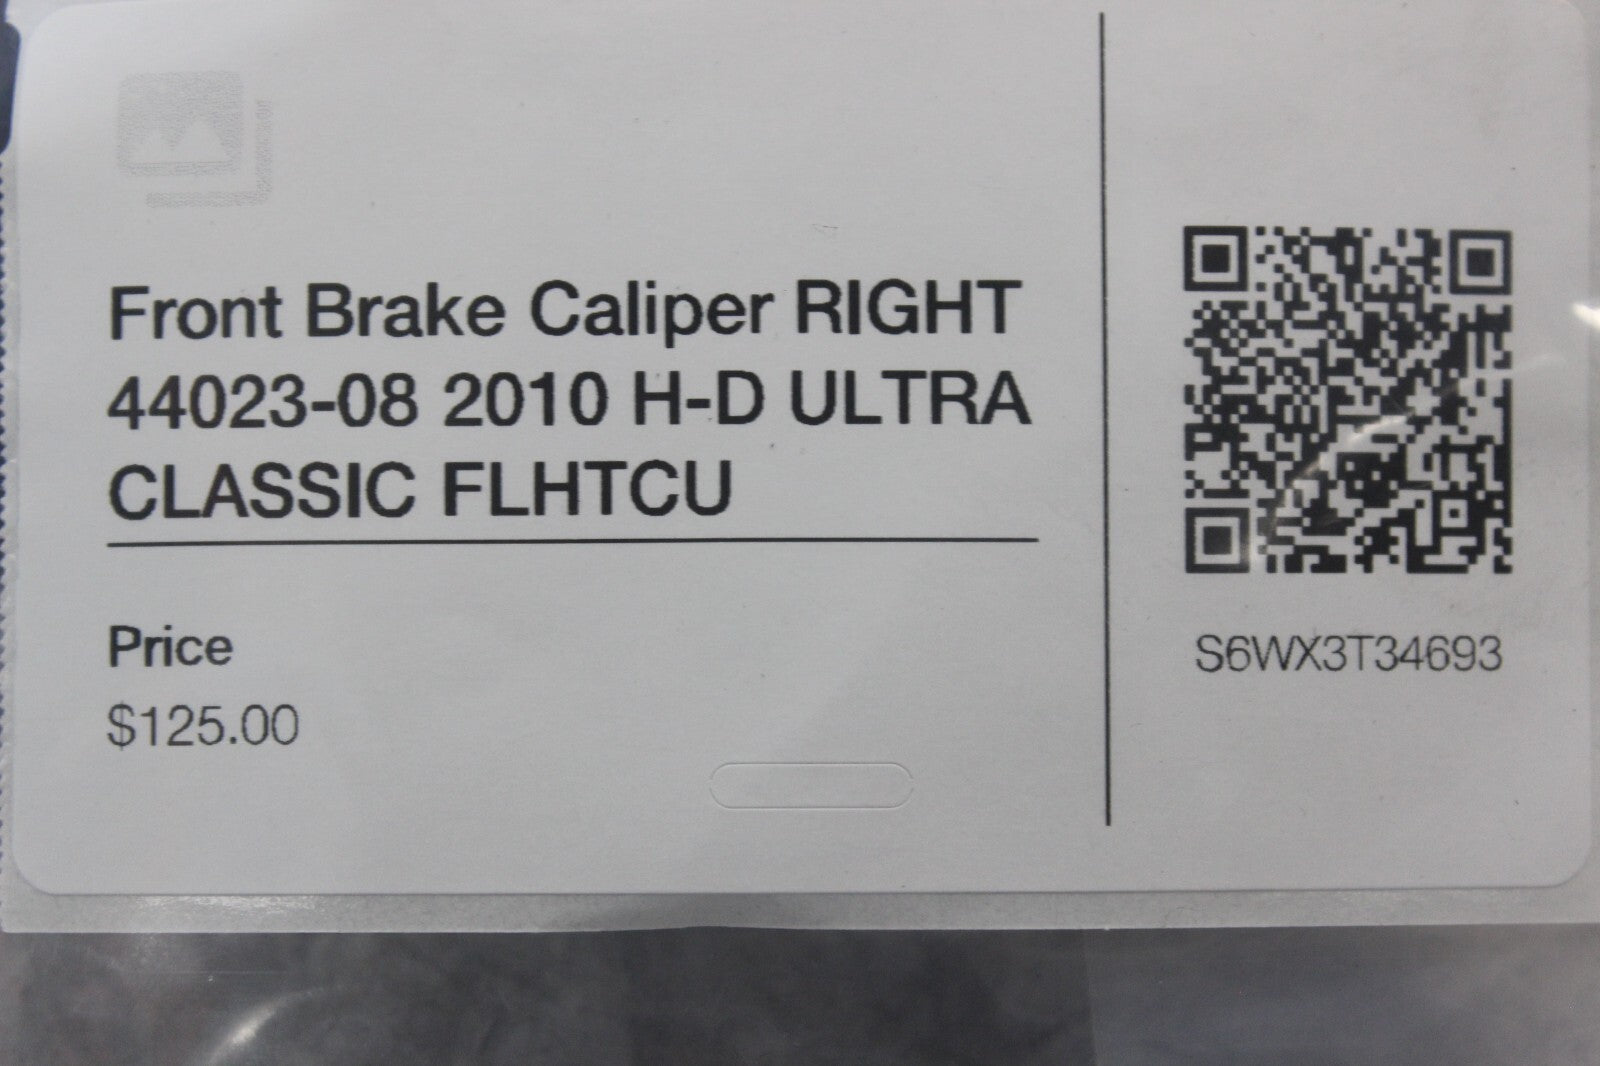 Front Brake Caliper RIGHT
44023-08 2010 H-D ULTRA
CLASSIC FLHTCU
Price
$125.00
S6WX3T34693